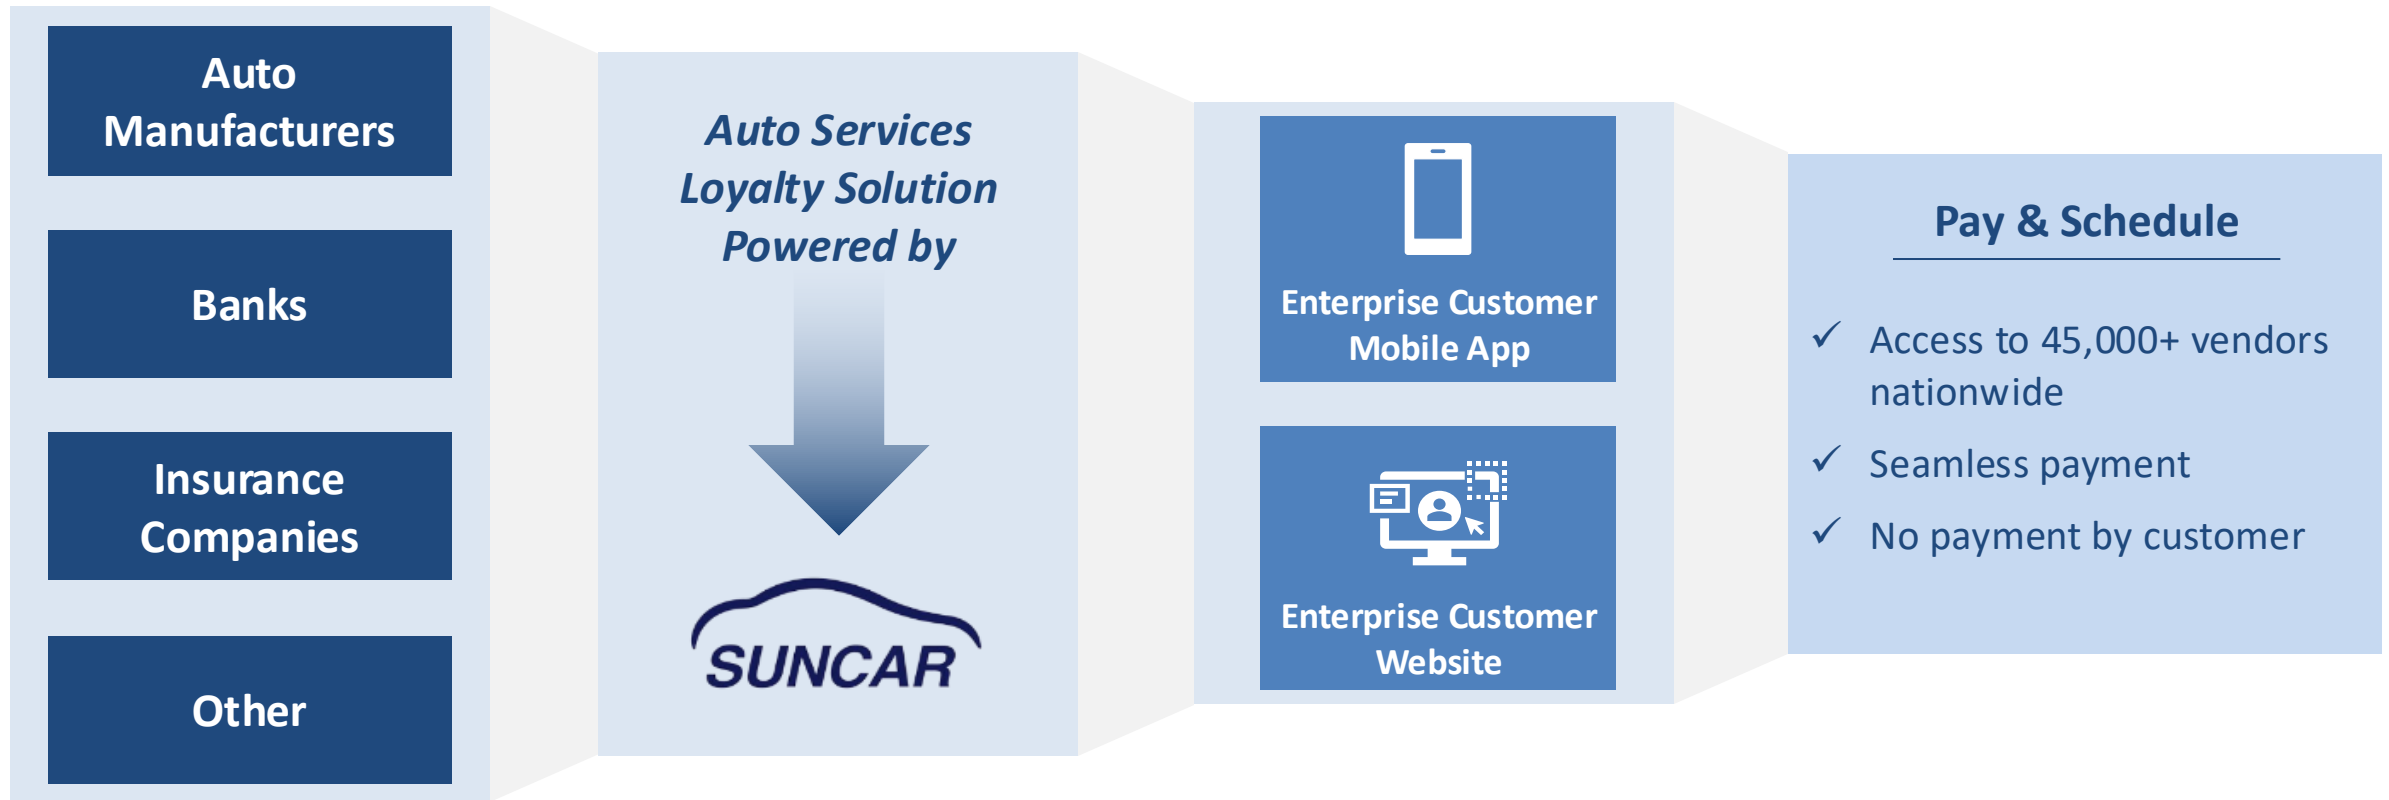 Auto
Manufacturers
Banks
Insurance
Companies
Other
Auto Services
Loyalty Solution
Powered by
SUNCAR
Enterprise Customer
Mobile App
Enterprise Customer
Website
Pay & Schedule
✓ Access to 45,000+ vendors
nationwide
✓ Seamless payment
✓ No payment by customer